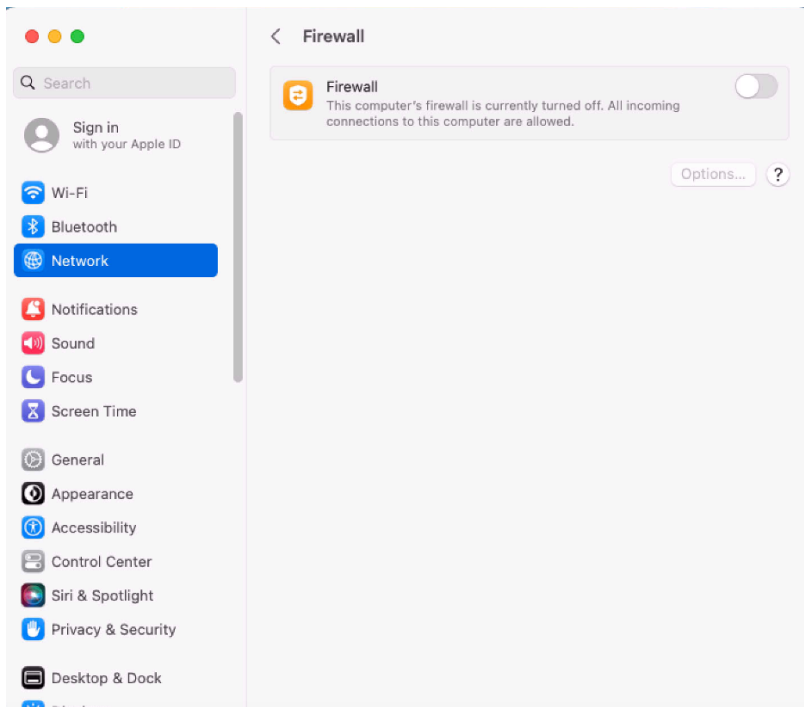 Firewall
Search
Firewall
This computer's firewall is currently turned off. All incoming
connections to this computer are allowed.
Sign in
with your Apple ID
Options...
?
Wi-Fi
Bluetooth
Network
Notifications
Sound
Focus
Screen Time
General
Appearance
Accessibility
Control Center
Siri & Spotlight
Privacy & Security
Desktop & Dock